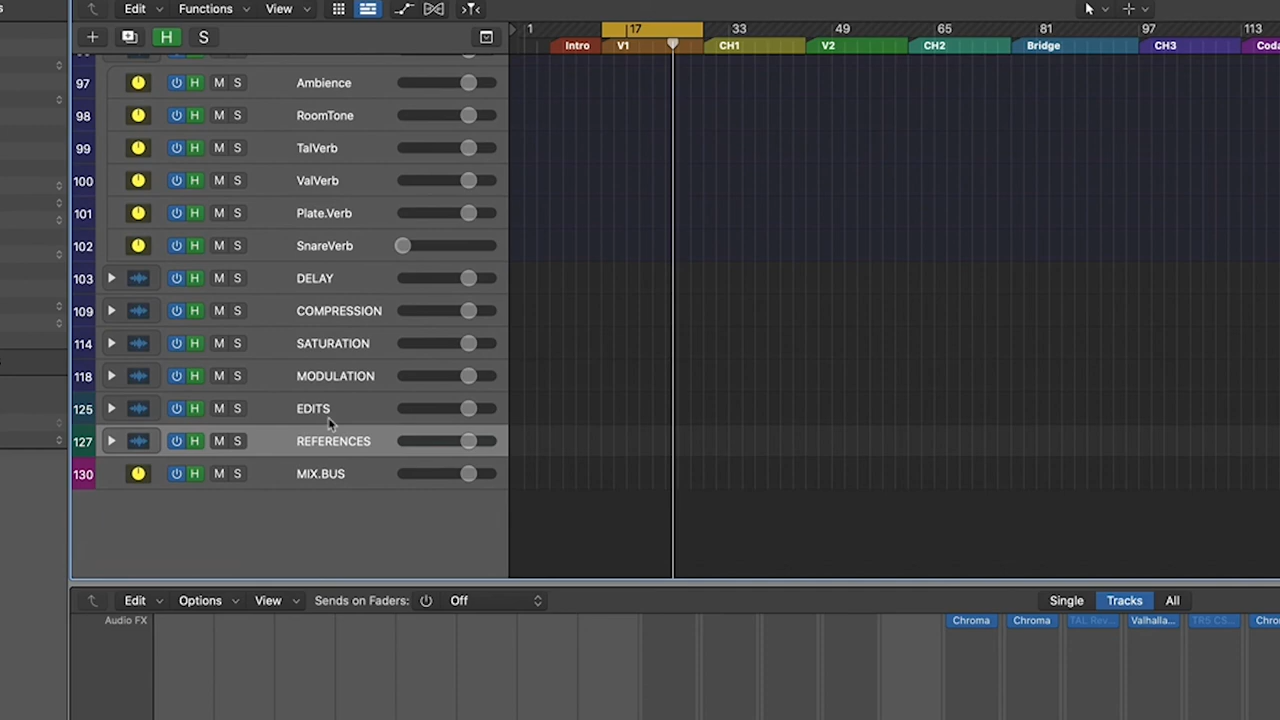 Edit Functions View
H S
1 17 33 49 65 81 97 113
Intro V1 CH1 V2 CH2 Bridge CH3 Coda
97 H M S Ambience
98 H M S RoomTone
99 H M S TalVerb
100 H M S ValVerb
101 H M S Plate.Verb
102 H M S SnareVerb
103 H M S DELAY
109 H M S COMPRESSION
114 H M S SATURATION
118 H M S MODULATION
125 H M S EDITS
127 H M S REFERENCES
130 H M S MIX.BUS
Edit Options View Sends on Faders: Off Single Tracks All
Audio FX Chroma Chroma TAL Rev... Valhalla... TR5 CS... Chro